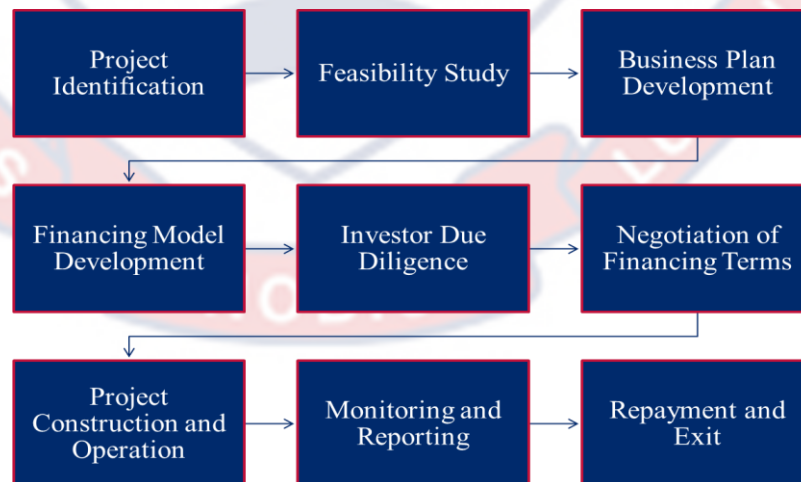 Project
Identification
Feasibility Study
Business Plan
Development
Financing Model
Development
Investor Due
Diligence
Negotiation of
Financing Terms
Project
Construction and
Operation
Monitoring and
Reporting
Repayment and
Exit